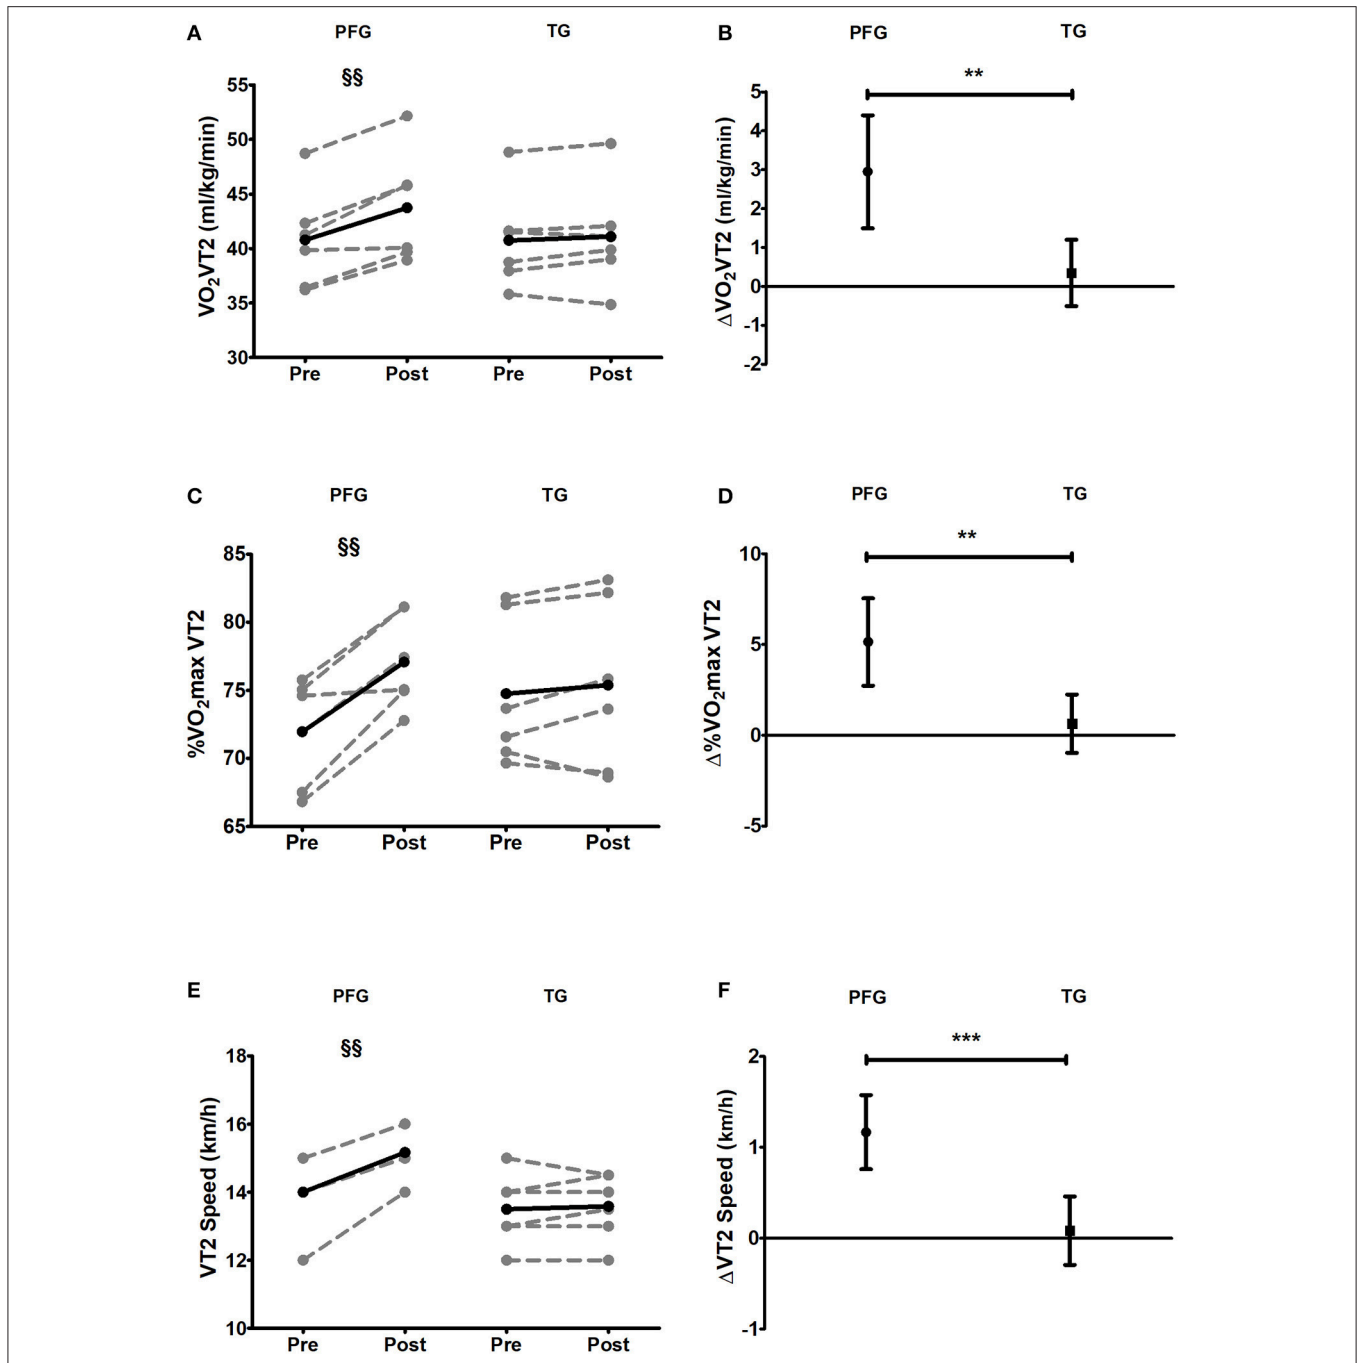 A PFG TG
§§
VO2VT2 (ml/kg/min)
55
50
45
40
35
30
Pre Post Pre Post
B PFG TG
**
ΔVO2VT2 (ml/kg/min)
5
4
3
2
1
0
-1
-2
C PFG TG
§§
%VO2max VT2
85
80
75
70
65
Pre Post Pre Post
D PFG TG
**
Δ%VO2max VT2
10
5
0
-5
E PFG TG
§§
VT2 Speed (km/h)
18
16
14
12
10
Pre Post Pre Post
F PFG TG
***
ΔVT2 Speed (km/h)
2
1
0
-1